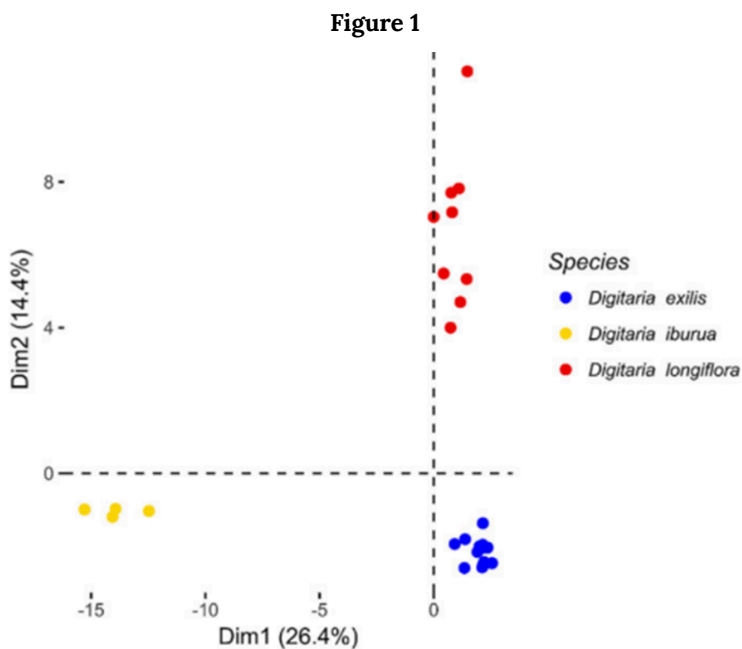 Figure 1
8
4
0
-15
-10
-5
0
Dim1 (26.4%)
Dim2 (14.4%)
Species
Digitaria exilis
Digitaria iburua
Digitaria longiflora